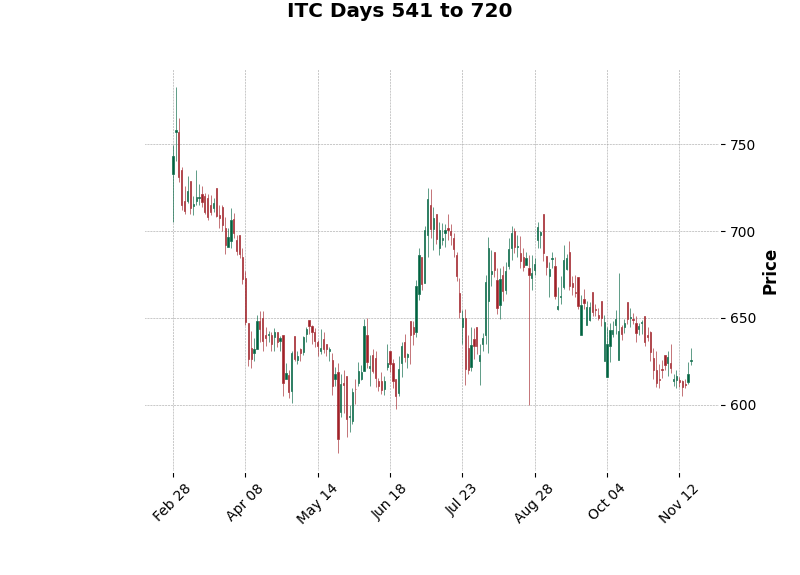 ITC Days 541 to 720
750
700
650
600
Price
Feb 28
Apr 08
May 14
Jun 18
Jul 23
Aug 28
Oct 04
Nov 12